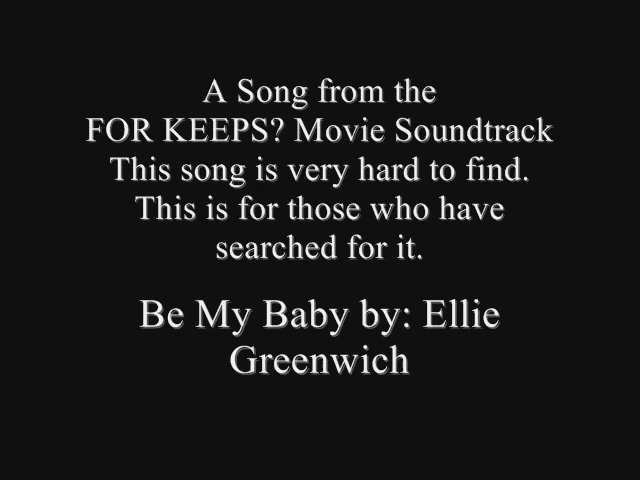 A Song from the
FOR KEEPS? Movie Soundtrack
This song is very hard to find.
This is for those who have
searched for it.
Be My Baby by: Ellie
Greenwich